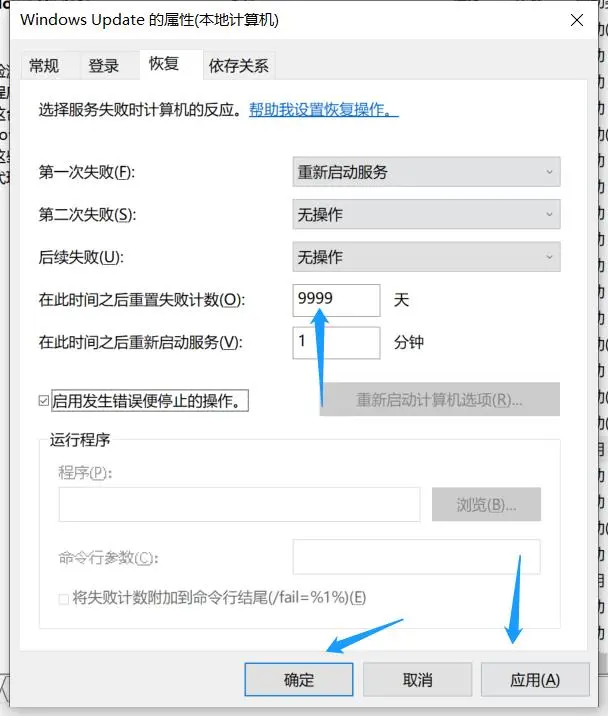 Windows Update 的属性(本地计算机)
常规 登录 恢复 依存关系
选择服务失败时计算机的反应。帮助我设置恢复操作。
第一次失败(F): 重新启动服务
第二次失败(S): 无操作
后续失败(U): 无操作
在此时间之后重置失败计数(O): 9999 天
在此时间之后重新启动服务(V): 1 分钟
启用发生错误便停止的操作。 重新启动计算机选项(R)...
运行程序
程序(P):
浏览(B)...
命令行参数(C):
将失败计数附加到命令行结尾(/fail=%1%)(E)
确定 取消 应用(A)